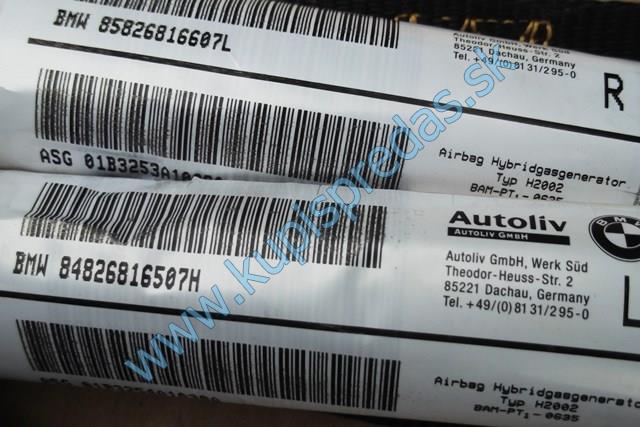 BMW 85826816607L
Autoliv GmbH, Werk Süd
Theodor-Heuss-Str. 2
85221 Dachau, Germany
Tel. +49/(0)8131/295-0
R
ASG 01B3253A
Airbag Hybridgasgenerator
Typ H2002
BAM-PT₁-0635
www.kupispredas.sk
BMW 84826816507H
Autoliv
AUTOLIV GMBH
BMW
Autoliv GmbH, Werk Süd
Theodor-Heuss-Str. 2
85221 Dachau, Germany
Tel. +49/(0)8131/295-0
L
Airbag Hybridgasgenerator
Typ H2002
BAM-PT₁-0635